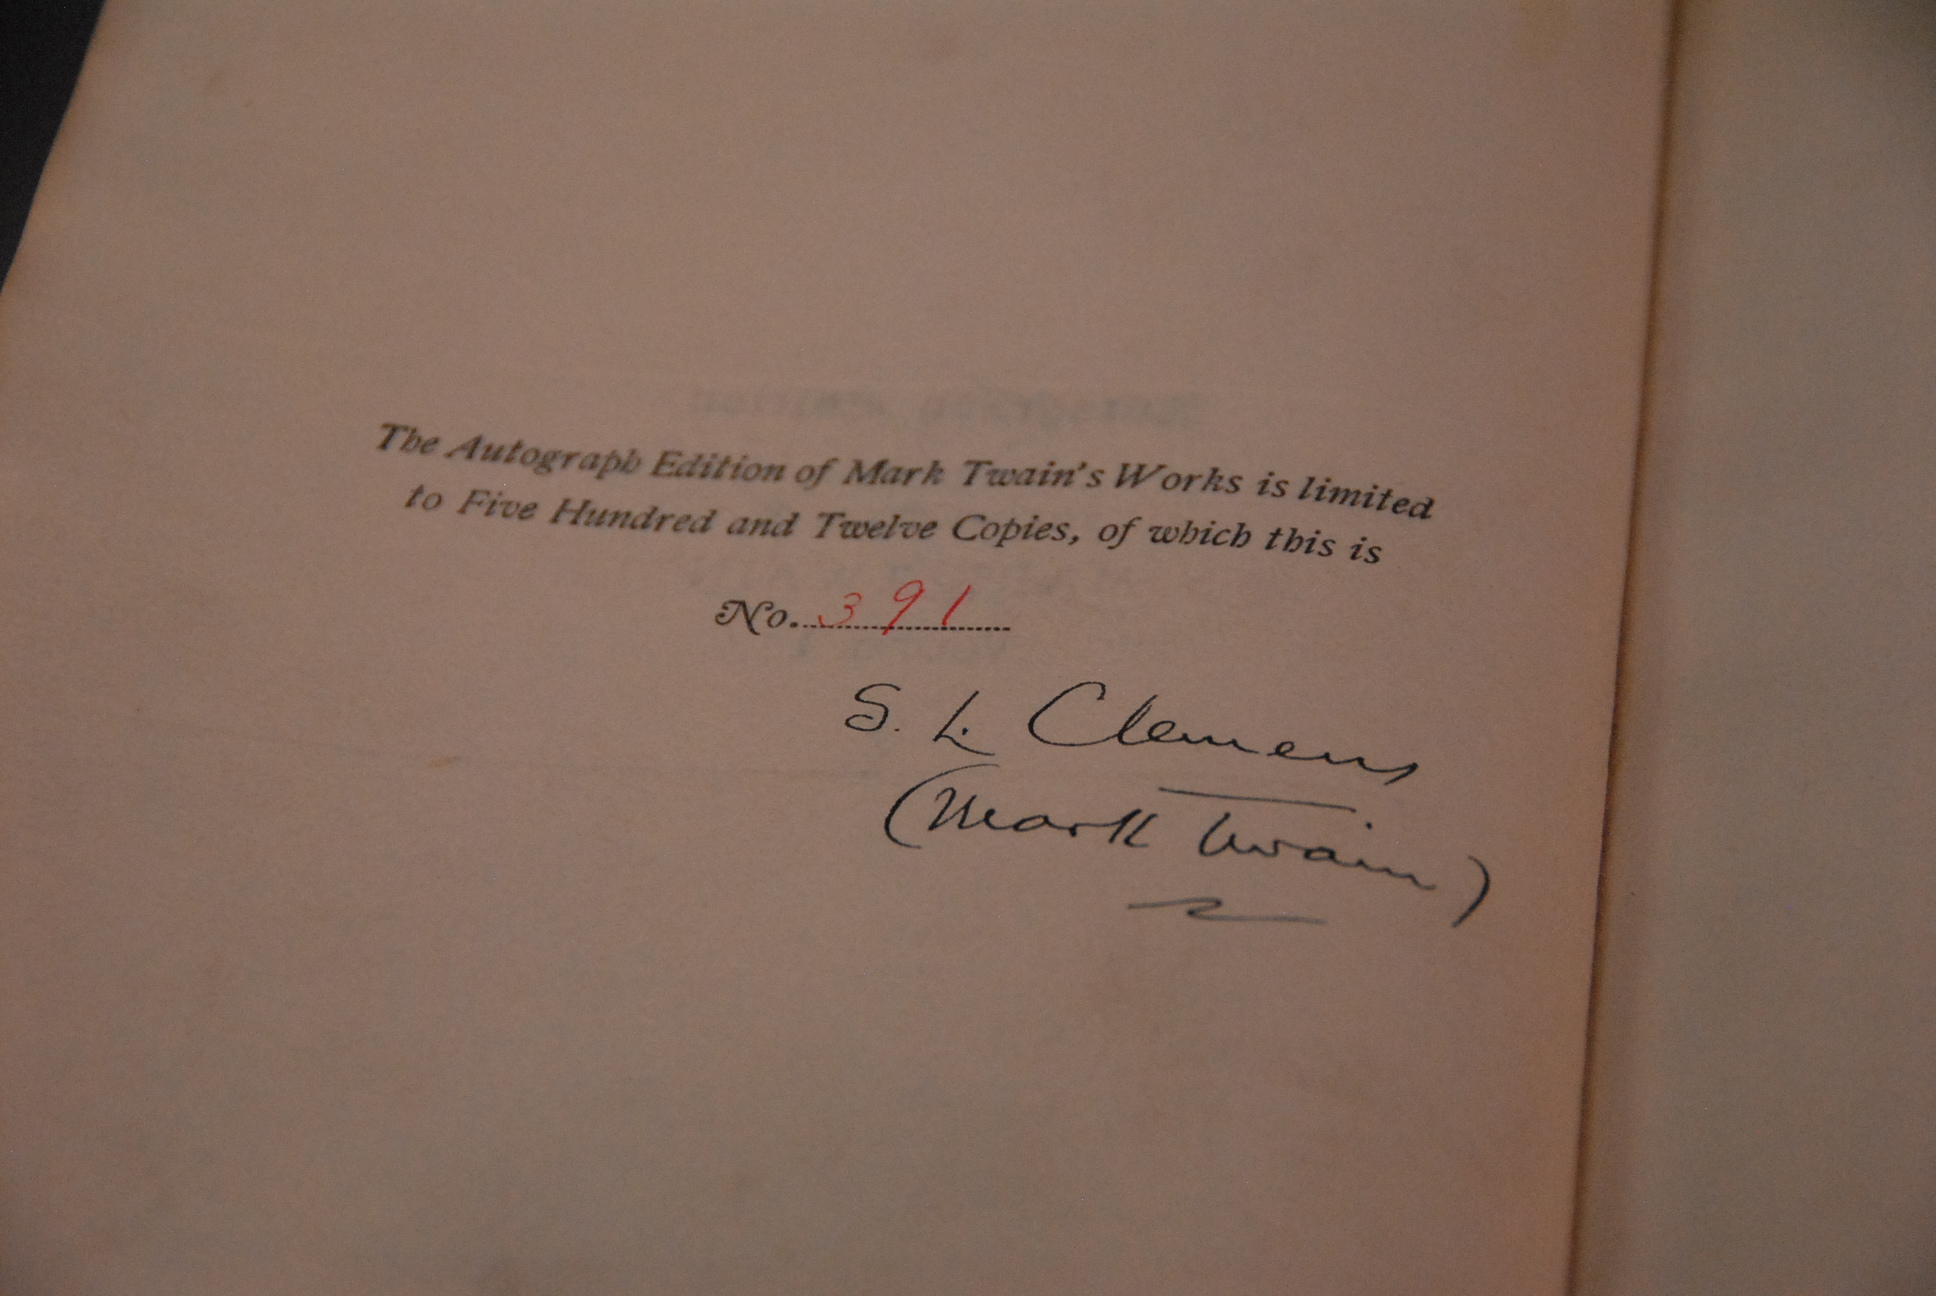 The Autograph Edition of Mark Twain's Works is limited
to Five Hundred and Twelve Copies, of which this is
No. 391
S. L. Clemens
(Mark Twain)